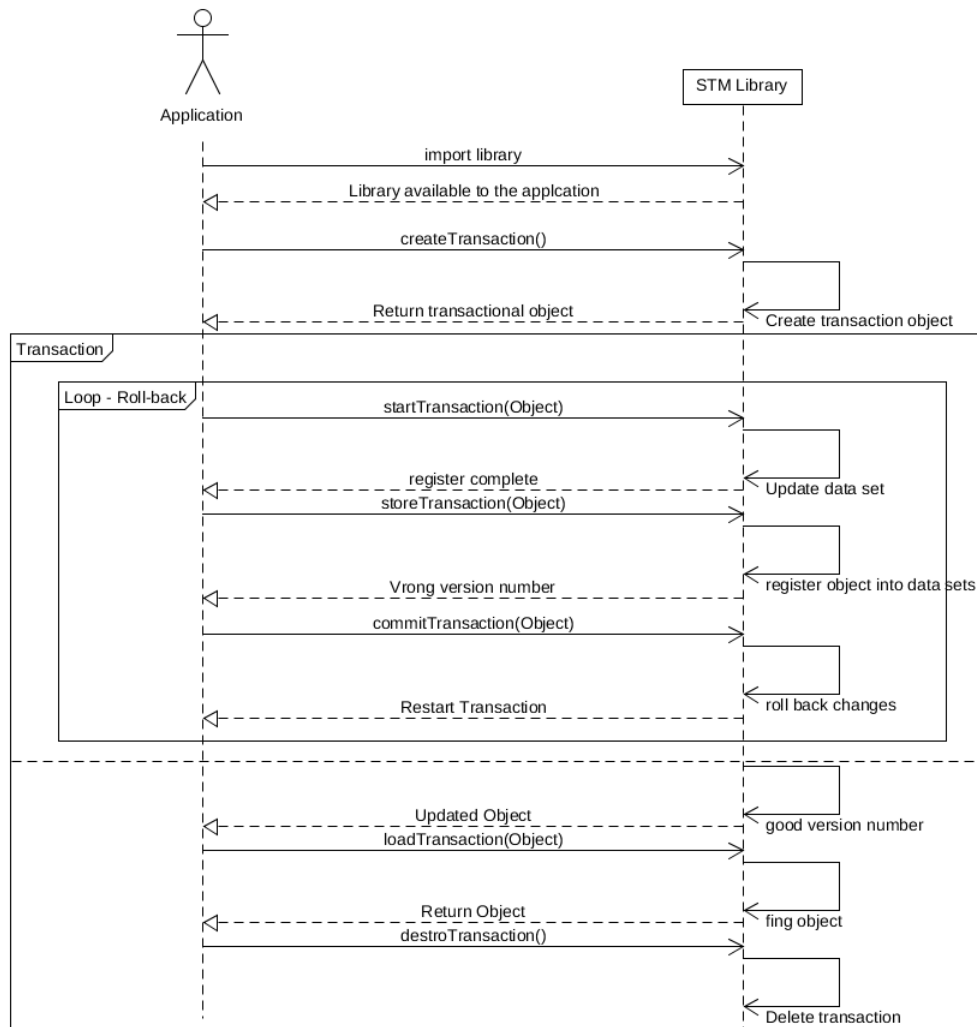 STM Library
Application
import library
Library available to the applcation
createTransaction()
Return transactional object
Create transaction object
Transaction
Loop - Roll-back
startTransaction(Object)
register complete
Update data set
storeTransaction(Object)
Vrong version number
register object into data sets
commitTransaction(Object)
Restart Transaction
roll back changes
Updated Object
good version number
loadTransaction(Object)
Return Object
fing object
destroTransaction()
Delete transaction